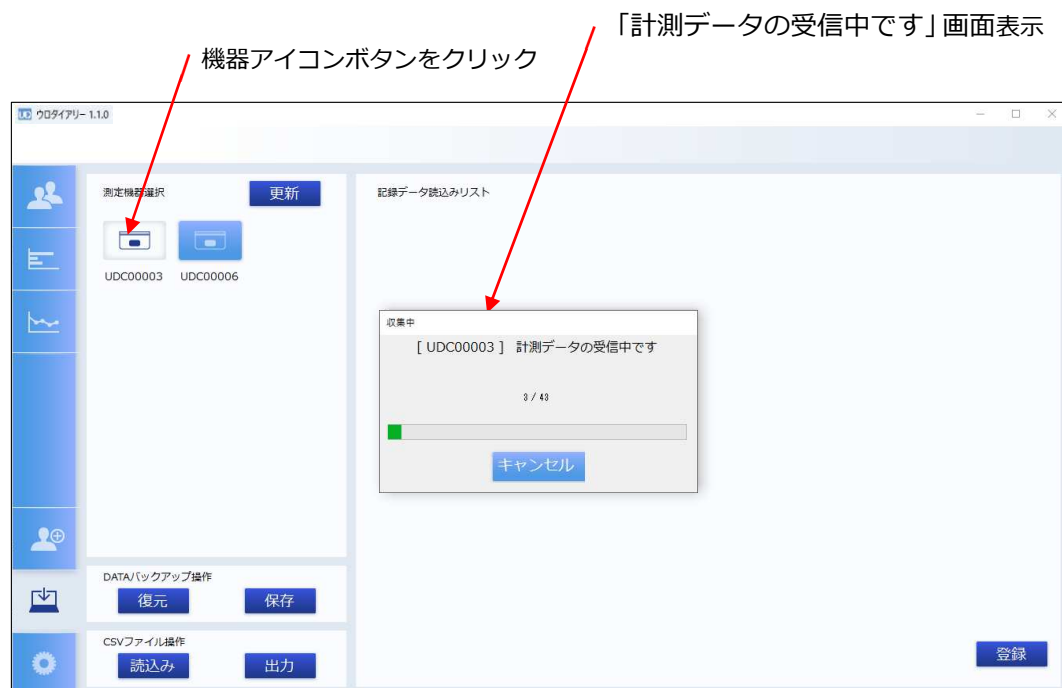 「計測データの受信中です」画面表示
機器アイコンボタンをクリック
ウロダイアリー 1.1.0
測定機器選択
更新
記録データ読込みリスト
UDC00003 UDC00006
収集中
[ UDC00003 ] 計測データの受信中です
3 / 43
キャンセル
DATAバックアップ操作
復元 保存
CSVファイル操作
読込み 出力
登録